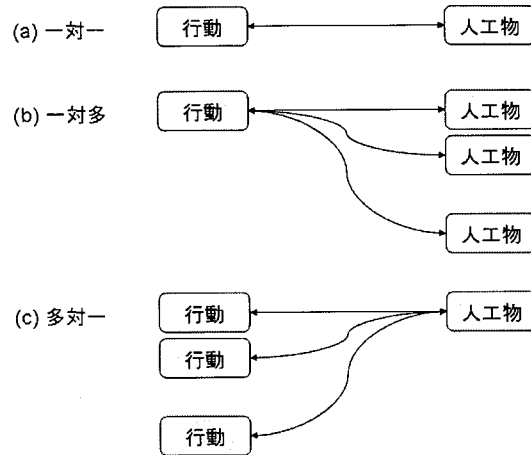 (a) 一対一 行動 人工物
(b) 一対多 行動 人工物
人工物
人工物
(c) 多対一 行動 人工物
行動
行動